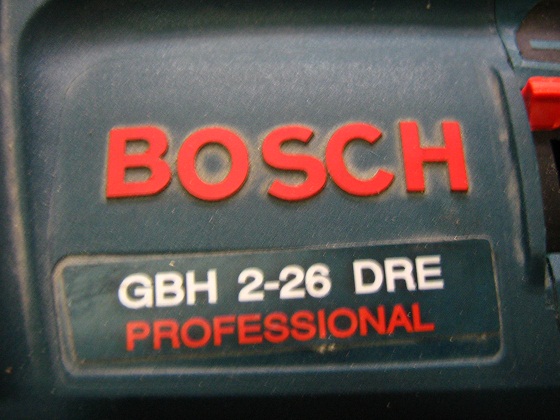 BOSCH
GBH 2-26 DRE
PROFESSIONAL